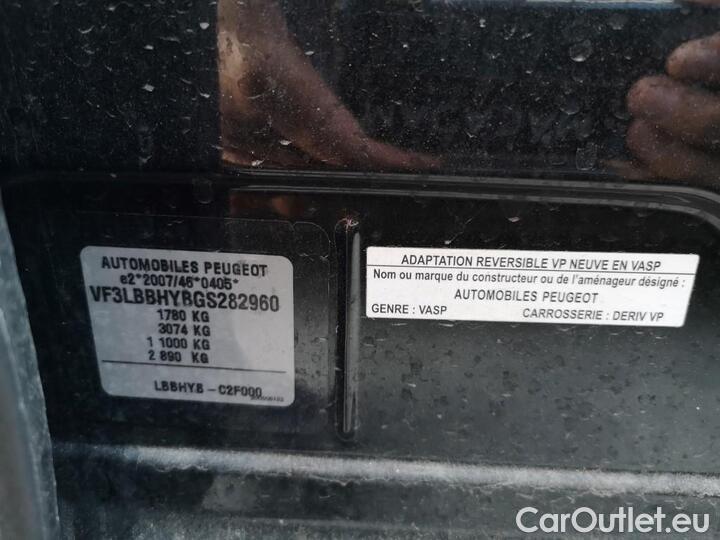 AUTOMOBILES PEUGEOT
e2*2007/46*0405*
VF3LBBHYBGS282960
1780 KG
3074 KG
1 1000 KG
2 890 KG
LBBHYB - C2F000
ADAPTATION REVERSIBLE VP NEUVE EN VASP
Nom ou marque du constructeur ou de l'aménageur désigné :
AUTOMOBILES PEUGEOT
GENRE : VASP CARROSSERIE : DERIV VP
CarOutlet.eu